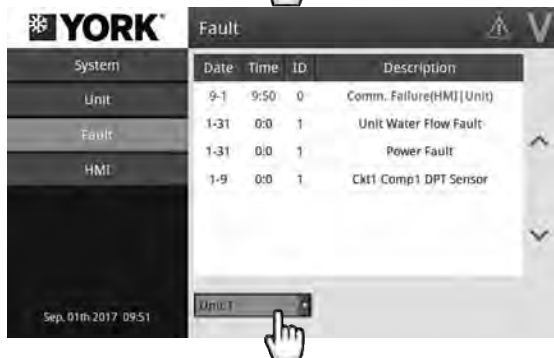 YORK
Fault
V
System
Unit
Fault
HMI
Sep. 01th 2017 09:51
Date Time ID Description
9-1 9:50 0 Comm. Failure(HMI|Unit)
1-31 0:0 1 Unit Water Flow Fault
1-31 0:0 1 Power Fault
1-9 0:0 1 Ckt1 Comp1 DPT Sensor
Unit:1